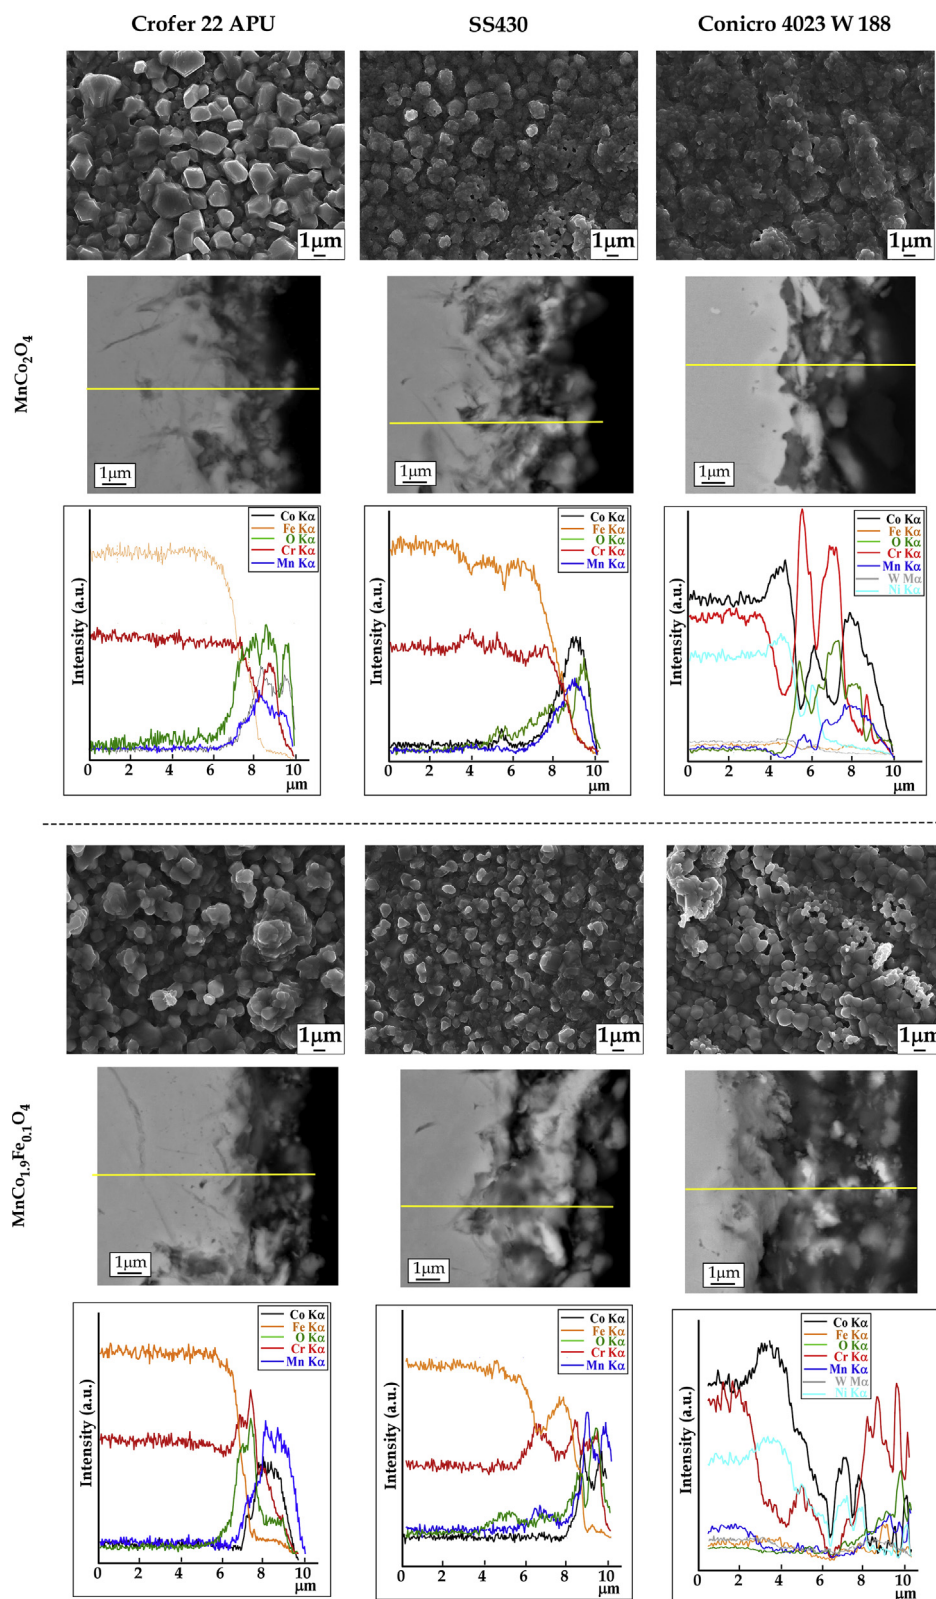 Crofer 22 APU SS430 Conicro 4023 W 188
MnCo₂O₄
1μm 1μm 1μm
1μm 1μm 1μm
Intensity (a.u.)
Co Kα
Fe Kα
O Kα
Cr Kα
Mn Kα
0 2 4 6 8 10
μm
Intensity (a.u.)
Co Kα
Fe Kα
O Kα
Cr Kα
Mn Kα
0 2 4 6 8 10
μm
Intensity (a.u.)
Co Kα
Fe Kα
O Kα
Cr Kα
Mn Kα
W Mα
Ni Kα
0 2 4 6 8 10
μm
MnCo₁.₉Fe₀.₁O₄
1μm 1μm 1μm
1μm 1μm 1μm
Intensity (a.u.)
Co Kα
Fe Kα
O Kα
Cr Kα
Mn Kα
0 2 4 6 8 10
μm
Intensity (a.u.)
Co Kα
Fe Kα
O Kα
Cr Kα
Mn Kα
0 2 4 6 8 10
μm
Intensity (a.u.)
Co Kα
Fe Kα
O Kα
Cr Kα
Mn Kα
W Mα
Ni Kα
0 2 4 6 8 10
μm